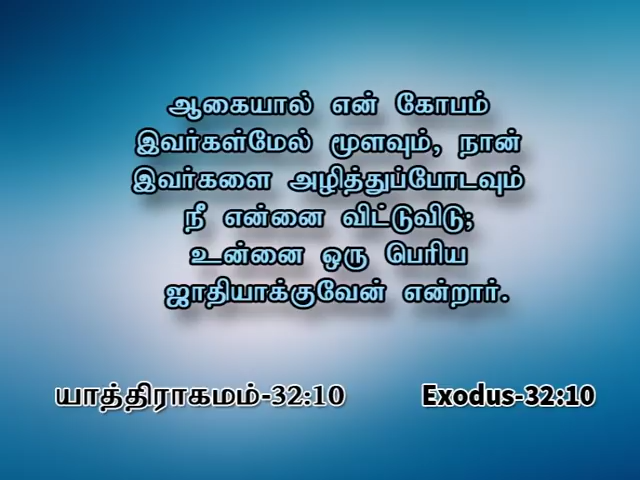 ஆகையால் என் கோபம்
இவர்கள்மேல் மூளவும், நான்
இவர்களை அழித்துப்போடவும்
நீ என்னை விட்டுவிடு;
உன்னை ஒரு பெரிய
ஜாதியாக்குவேன் என்றார்.
யாத்திராகமம்-32:10 Exodus-32:10